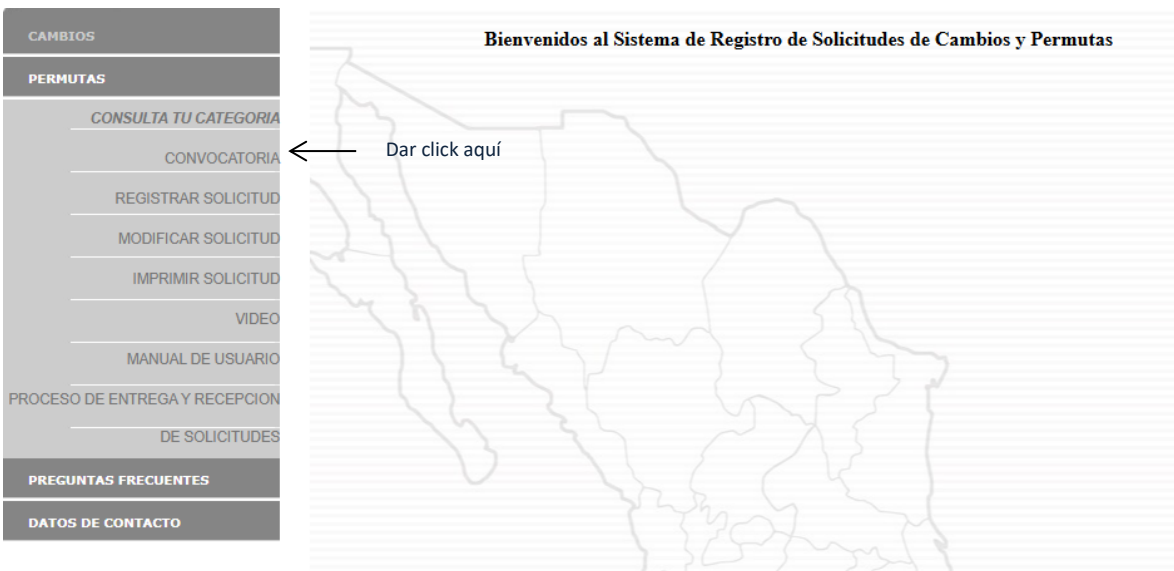 CAMBIOS
Bienvenidos al Sistema de Registro de Solicitudes de Cambios y Permutas
PERMUTAS
CONSULTA TU CATEGORIA
CONVOCATORIA
Dar click aquí
REGISTRAR SOLICITUD
MODIFICAR SOLICITUD
IMPRIMIR SOLICITUD
VIDEO
MANUAL DE USUARIO
PROCESO DE ENTREGA Y RECEPCION
DE SOLICITUDES
PREGUNTAS FRECUENTES
DATOS DE CONTACTO